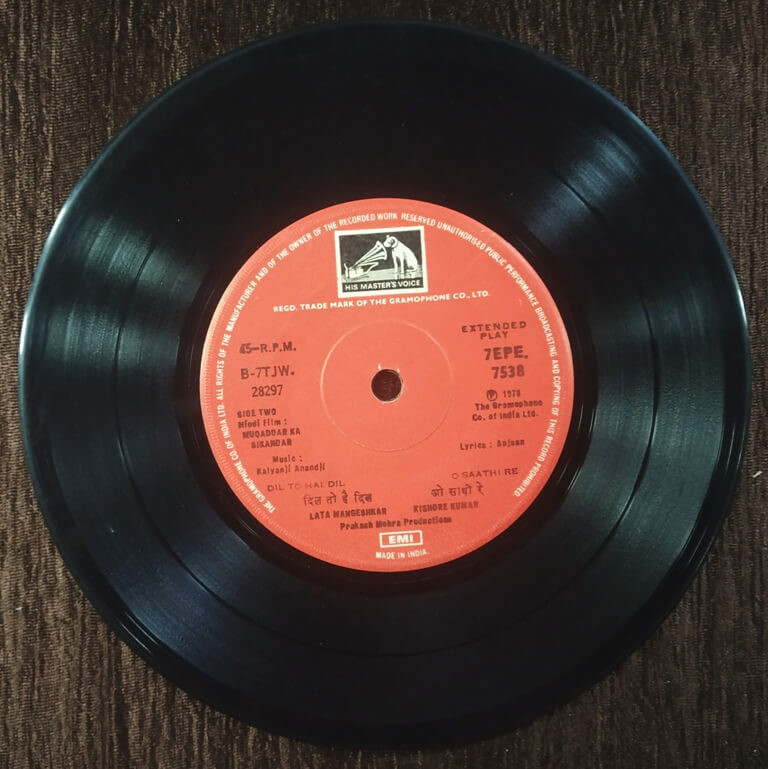 THE GRAMOPHONE CO. OF INDIA LTD. ALL RIGHTS OF THE MANUFACTURER AND OF THE OWNER OF THE RECORDED WORK RESERVED UNAUTHORISED PUBLIC PERFORMANCE BROADCASTING AND COPYING OF THIS RECORD PROHIBITED.
HIS MASTER'S VOICE
REGD. TRADE MARK OF THE GRAMOPHONE CO., LTD.
45-R.P.M.
B-7TJW.
28297
SIDE TWO
Hindi Film :
MUQADDAR KA
SIKANDAR
Music :
Kalyanji Anandji
EXTENDED
PLAY
7EPE.
7538
Ⓟ 1978
The Gramophone
Co. of India Ltd.
Lyrics : Anjaan
DIL TO HAI DIL
दिल तो है दिल
LATA MANGESHKAR
O SAATHI RE
ओ साथी रे
KISHORE KUMAR
Prakash Mehra Productions
EMI
MADE IN INDIA.